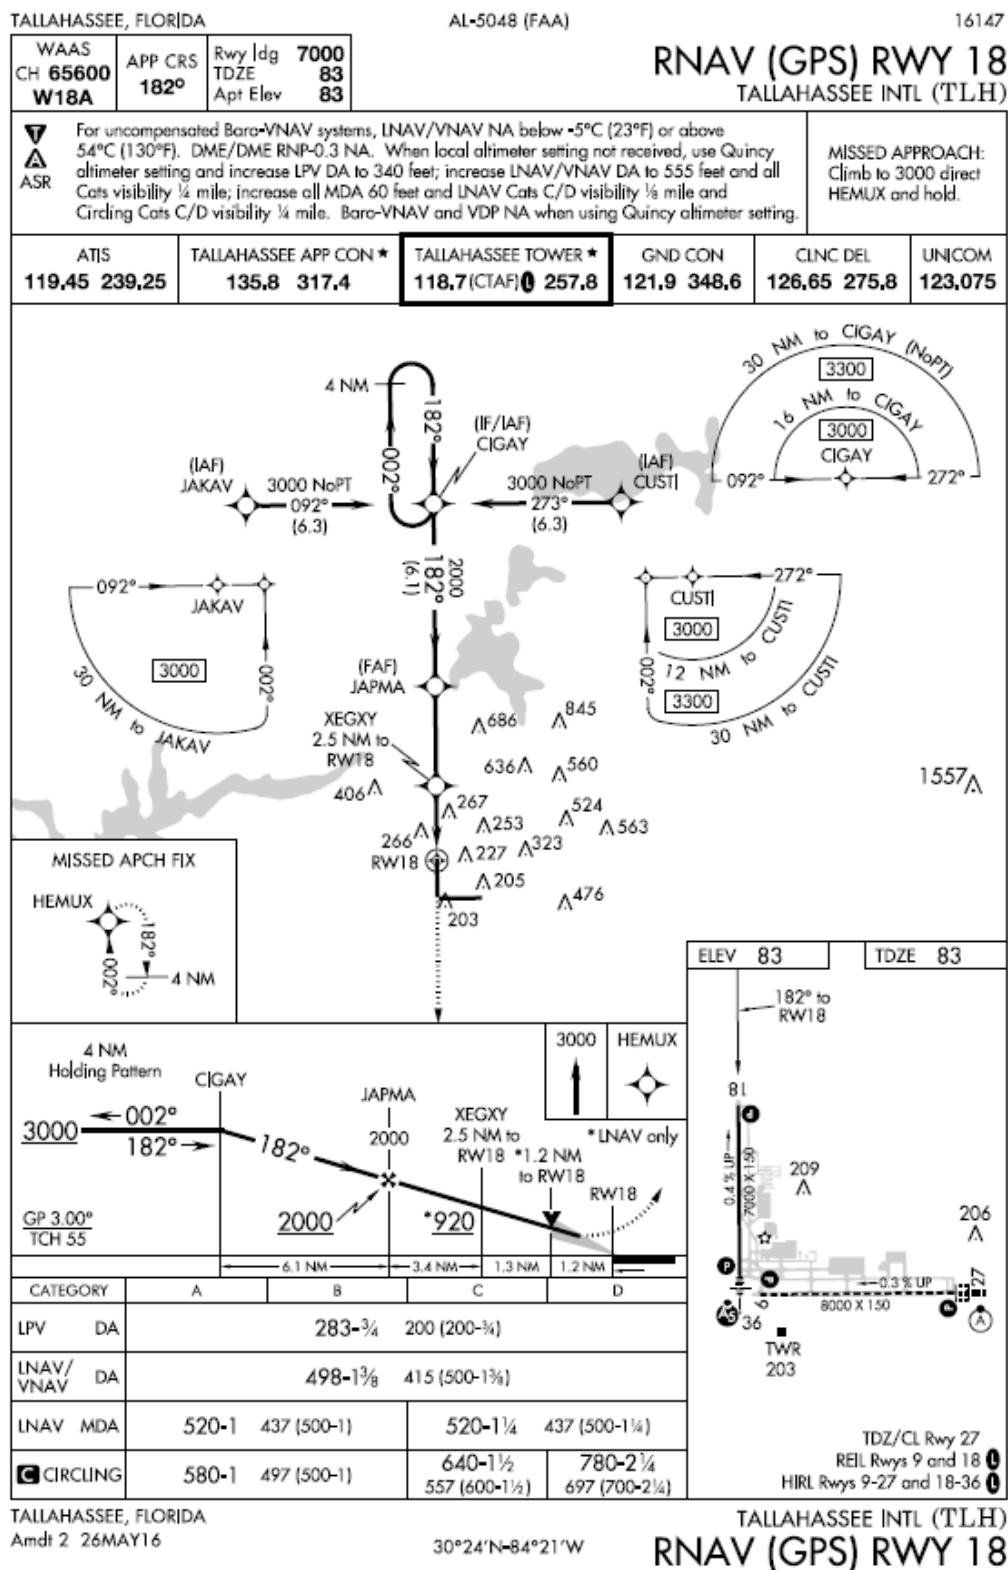 TALLAHASSEE, FLORIDA
AL-5048 (FAA)
16147
WAAS
CH 65600
W18A
APP CRS
182°
Rwy ldg 7000
TDZE 83
Apt Elev 83
RNAV (GPS) RWY 18
TALLAHASSEE INTL (TLH)
T
A
ASR
For uncompensated Baro-VNAV systems, LNAV/VNAV NA below -5°C (23°F) or above
54°C (130°F). DME/DME RNP-0.3 NA. When local altimeter setting not received, use Quincy
altimeter setting and increase LPV DA to 340 feet; increase LNAV/VNAV DA to 555 feet and all
Cats visibility ¼ mile; increase all MDA 60 feet and LNAV Cats C/D visibility ⅛ mile and
Circling Cats C/D visibility ¼ mile. Baro-VNAV and VDP NA when using Quincy altimeter setting.
MISSED APPROACH:
Climb to 3000 direct
HEMUX and hold.
ATIS
119.45 239.25
TALLAHASSEE APP CON ★
135.8 317.4
TALLAHASSEE TOWER ★
118.7 (CTAF) L 257.8
GND CON
121.9 348.6
CLNC DEL
126.65 275.8
UNICOM
123.075
4 NM
182°
002°
(IF/IAF)
CIGAY
(IAF)
JAKAV
3000 NoPT
092°
(6.3)
3000 NoPT
273°
(6.3)
(IAF)
CUSTI
30 NM to CIGAY (NoPT)
3300
16 NM to CIGAY
3000
CIGAY
092°
272°
2000
182°
(6.1)
092°
JAKAV
3000
002°
30 NM to JAKAV
272°
CUSTI
3000
12 NM to CUSTI
002°
3300
30 NM to CUSTI
(FAF)
JAPMA
XEGXY
2.5 NM to
RW18
686
845
636
560
406
1557
267
253
524
563
266
227
323
RW18
205
203
476
MISSED APCH FIX
HEMUX
182°
002°
4 NM
ELEV 83
TDZE 83
182° to
RW18
18
P
0.4 % UP
7000 X 150
209
206
P
P
0.3 % UP
27
8000 X 150
P
9
A5
36
A
TWR
203
TDZ/CL Rwy 27
REIL Rwys 9 and 18 L
HIRL Rwys 9-27 and 18-36 L
4 NM
Holding Pattern
CIGAY
3000
002°
182°
182°
JAPMA
2000
XEGXY
2.5 NM to
RW18
*1.2 NM
to RW18
3000
HEMUX
*LNAV only
RW18
GP 3.00°
TCH 55
2000
*920
6.1 NM
3.4 NM
1.3 NM
1.2 NM
CATEGORY A B C D
LPV DA 283-¾ 200 (200-¾)
LNAV/
VNAV DA 498-1⅜ 415 (500-1⅜)
LNAV MDA 520-1 437 (500-1) 520-1¼ 437 (500-1¼)
C CIRCLING 580-1 497 (500-1) 640-1½ 557 (600-1½) 780-2¼ 697 (700-2¼)
TALLAHASSEE, FLORIDA
Amdt 2 26MAY16
30°24'N-84°21'W
TALLAHASSEE INTL (TLH)
RNAV (GPS) RWY 18